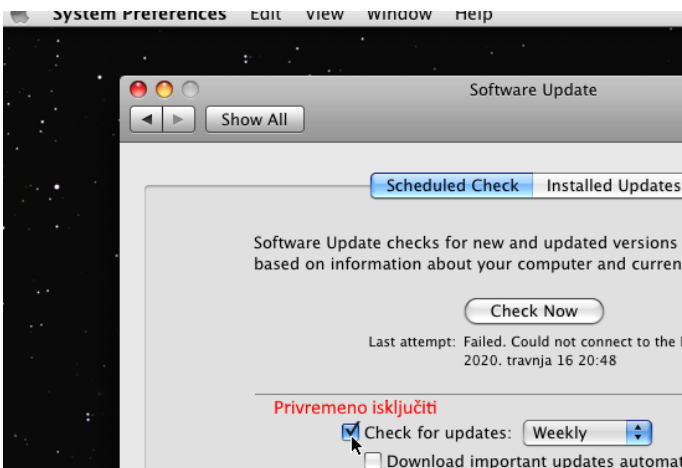 System Preferences Edit View Window Help
Software Update
Show All
Scheduled Check Installed Updates
Software Update checks for new and updated versions
based on information about your computer and curren
Check Now
Last attempt: Failed. Could not connect to the
2020. travnja 16 20:48
Privremeno isključiti
Check for updates: Weekly
Download important updates automat